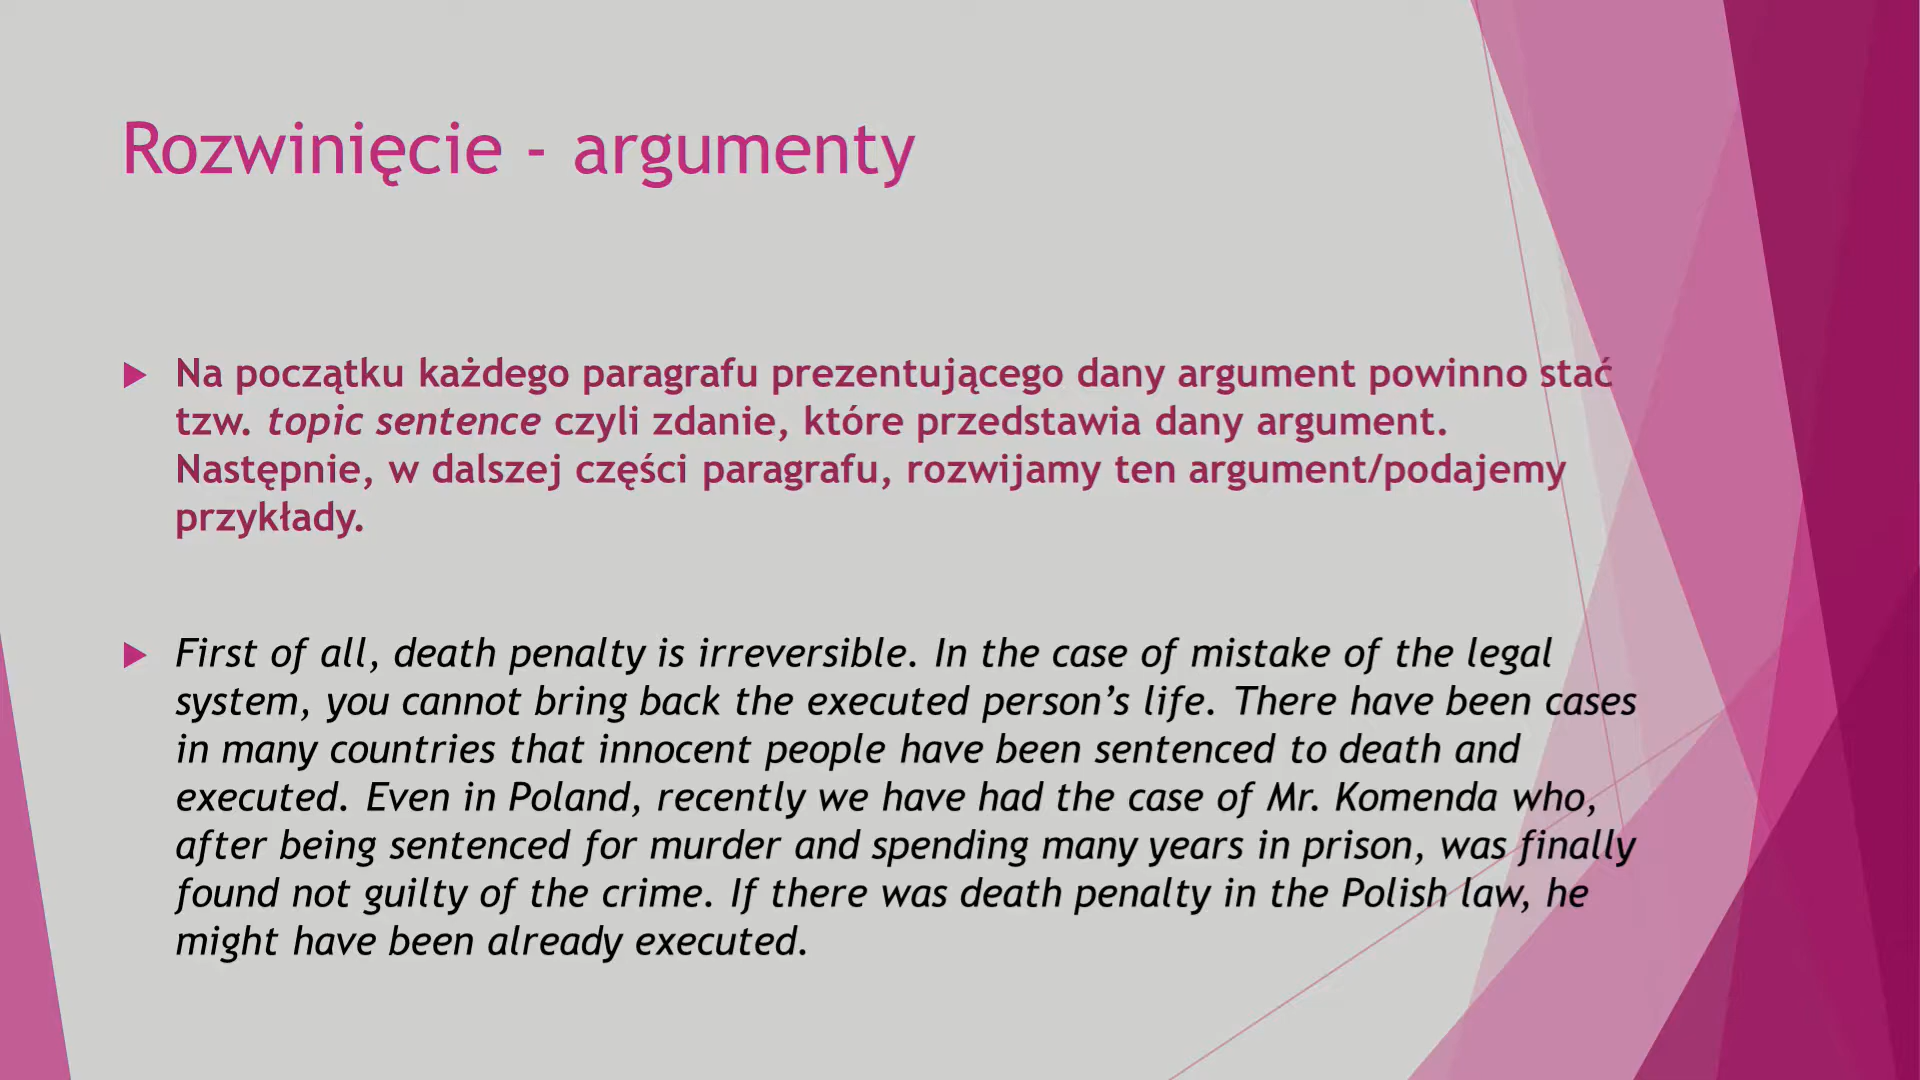 Rozwinięcie - argumenty
Na początku każdego paragrafu prezentującego dany argument powinno stać
tzw. topic sentence czyli zdanie, które przedstawia dany argument.
Następnie, w dalszej części paragrafu, rozwijamy ten argument/podajemy
przykłady.
First of all, death penalty is irreversible. In the case of mistake of the legal
system, you cannot bring back the executed person’s life. There have been cases
in many countries that innocent people have been sentenced to death and
executed. Even in Poland, recently we have had the case of Mr. Komenda who,
after being sentenced for murder and spending many years in prison, was finally
found not guilty of the crime. If there was death penalty in the Polish law, he
might have been already executed.